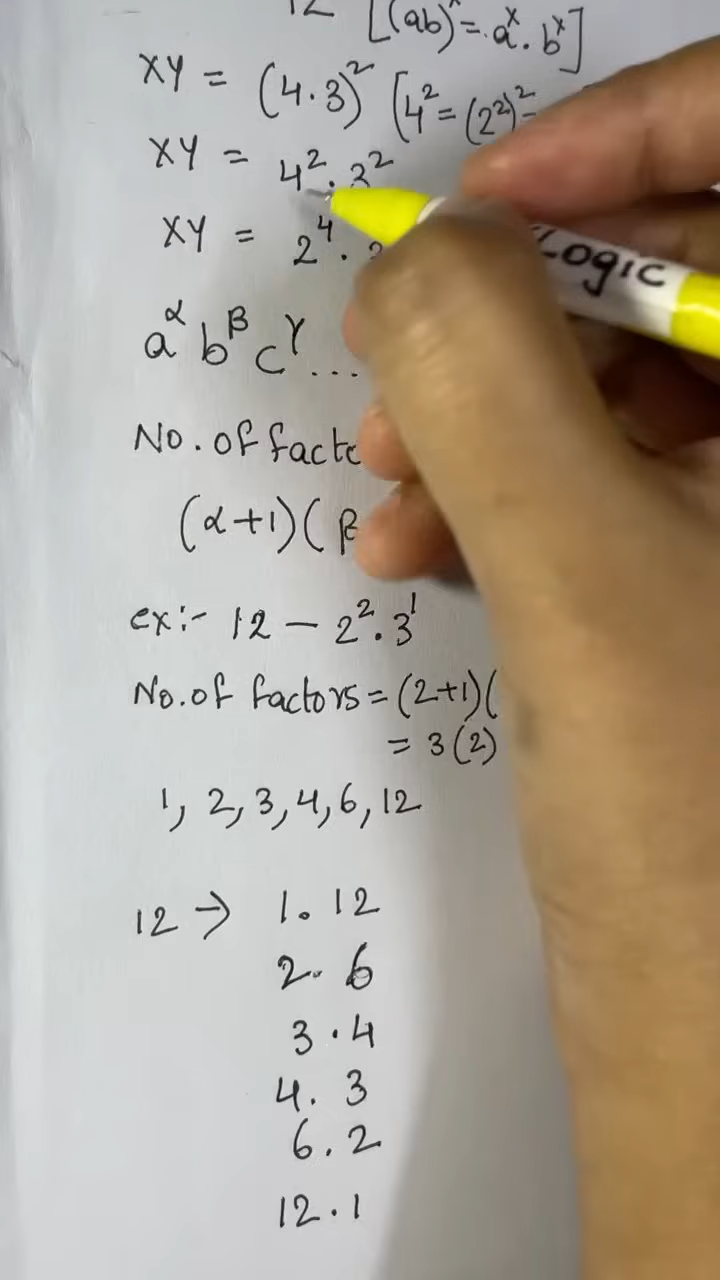 12 [(ab)^x = a^x . b^x]
XY = (4.3)^2 [4^2 = (2^2)^2 =
XY = 4^2 . 3^2
XY = 2^4 .
Logic
a^α b^β c^γ ...
No. of facto
(α+1)(β
ex:- 12 – 2^2 . 3^1
No. of factors = (2+1)(
= 3(2)
1, 2, 3, 4, 6, 12
12 → 1 . 12
2 . 6
3 . 4
4 . 3
6 . 2
12 . 1